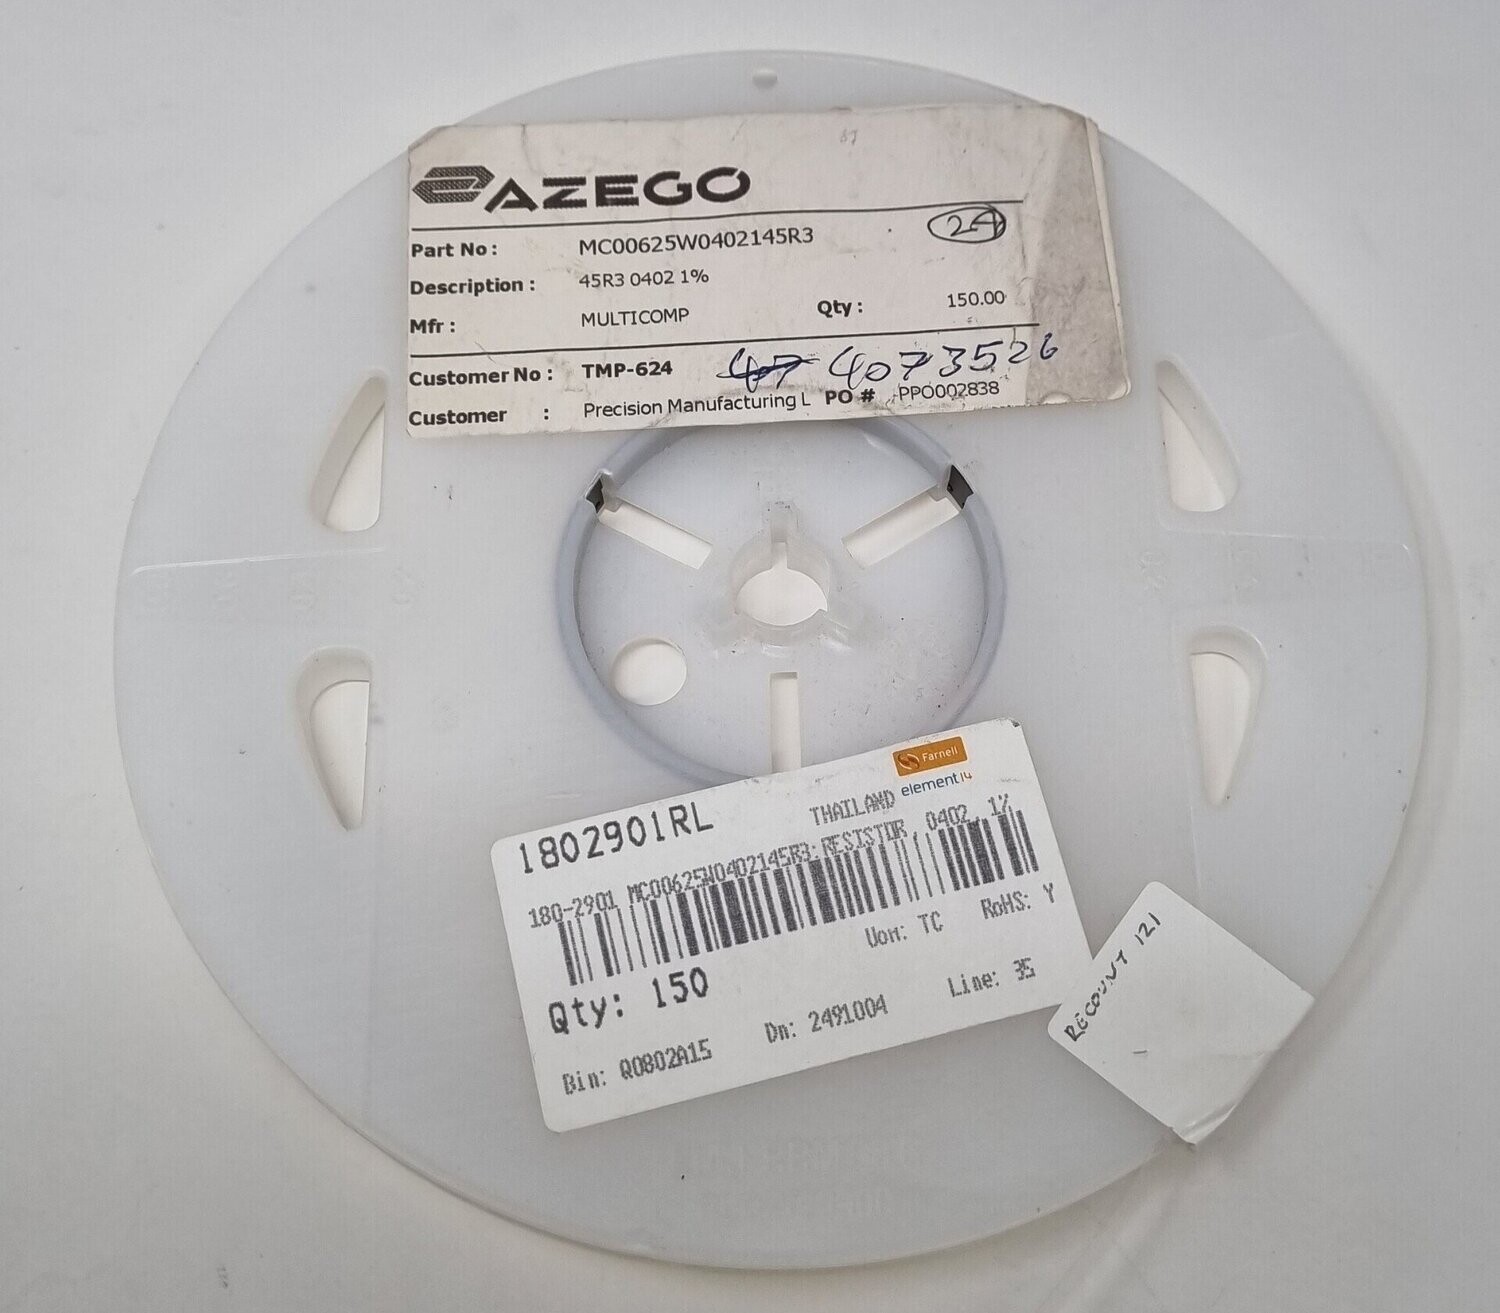 AZEGO
24
Part No : MC00625W0402145R3
Description : 45R3 0402 1%
Mfr : MULTICOMP Qty : 150.00
Customer No : TMP-624 47 4073526
Customer : Precision Manufacturing L PO # PPO002838
Farnell
element14
1802901RL THAILAND
180-2901 MC00625W0402145R3:RESISTOR, 0402, 1%
Uom: TC RoHS: Y
Qty: 150
Bin: Q0802A15 Dn: 2491004 Line: 35
RECOUNT 121